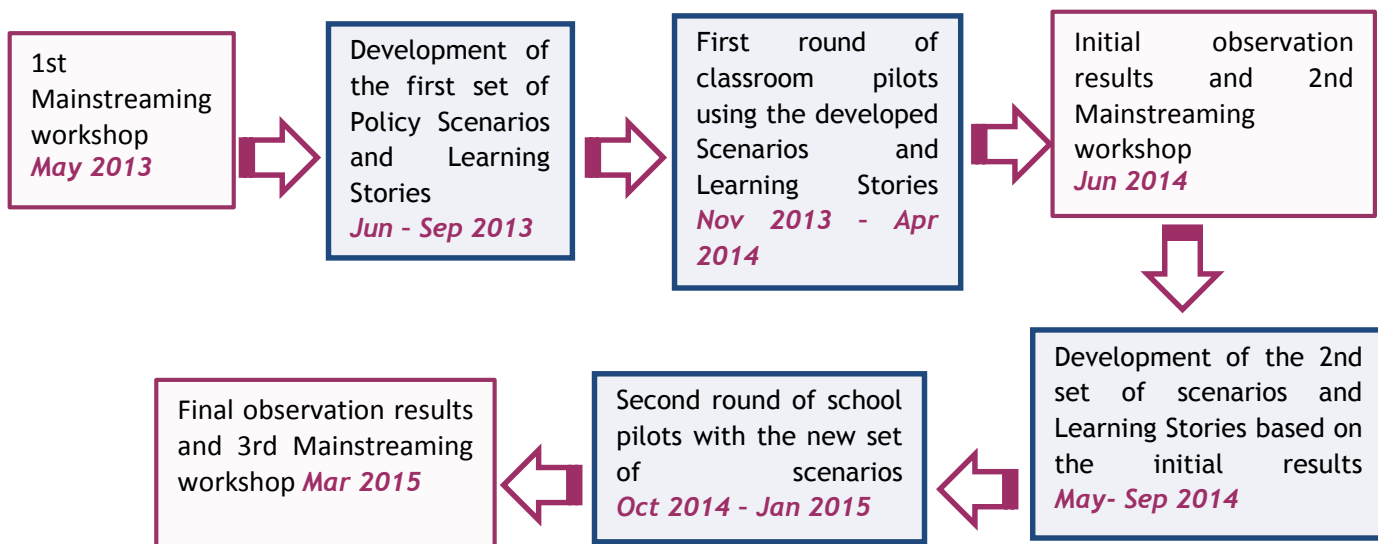 1st
Mainstreaming
workshop
May 2013
Development of
the first set of
Policy Scenarios
and Learning
Stories
Jun – Sep 2013
First round of
classroom pilots
using the developed
Scenarios and
Learning Stories
Nov 2013 – Apr
2014
Initial observation
results and 2nd
Mainstreaming
workshop
Jun 2014
Development of the 2nd
set of scenarios and
Learning Stories based on
the initial results
May- Sep 2014
Second round of school
pilots with the new set
of scenarios
Oct 2014 – Jan 2015
Final observation results
and 3rd Mainstreaming
workshop Mar 2015